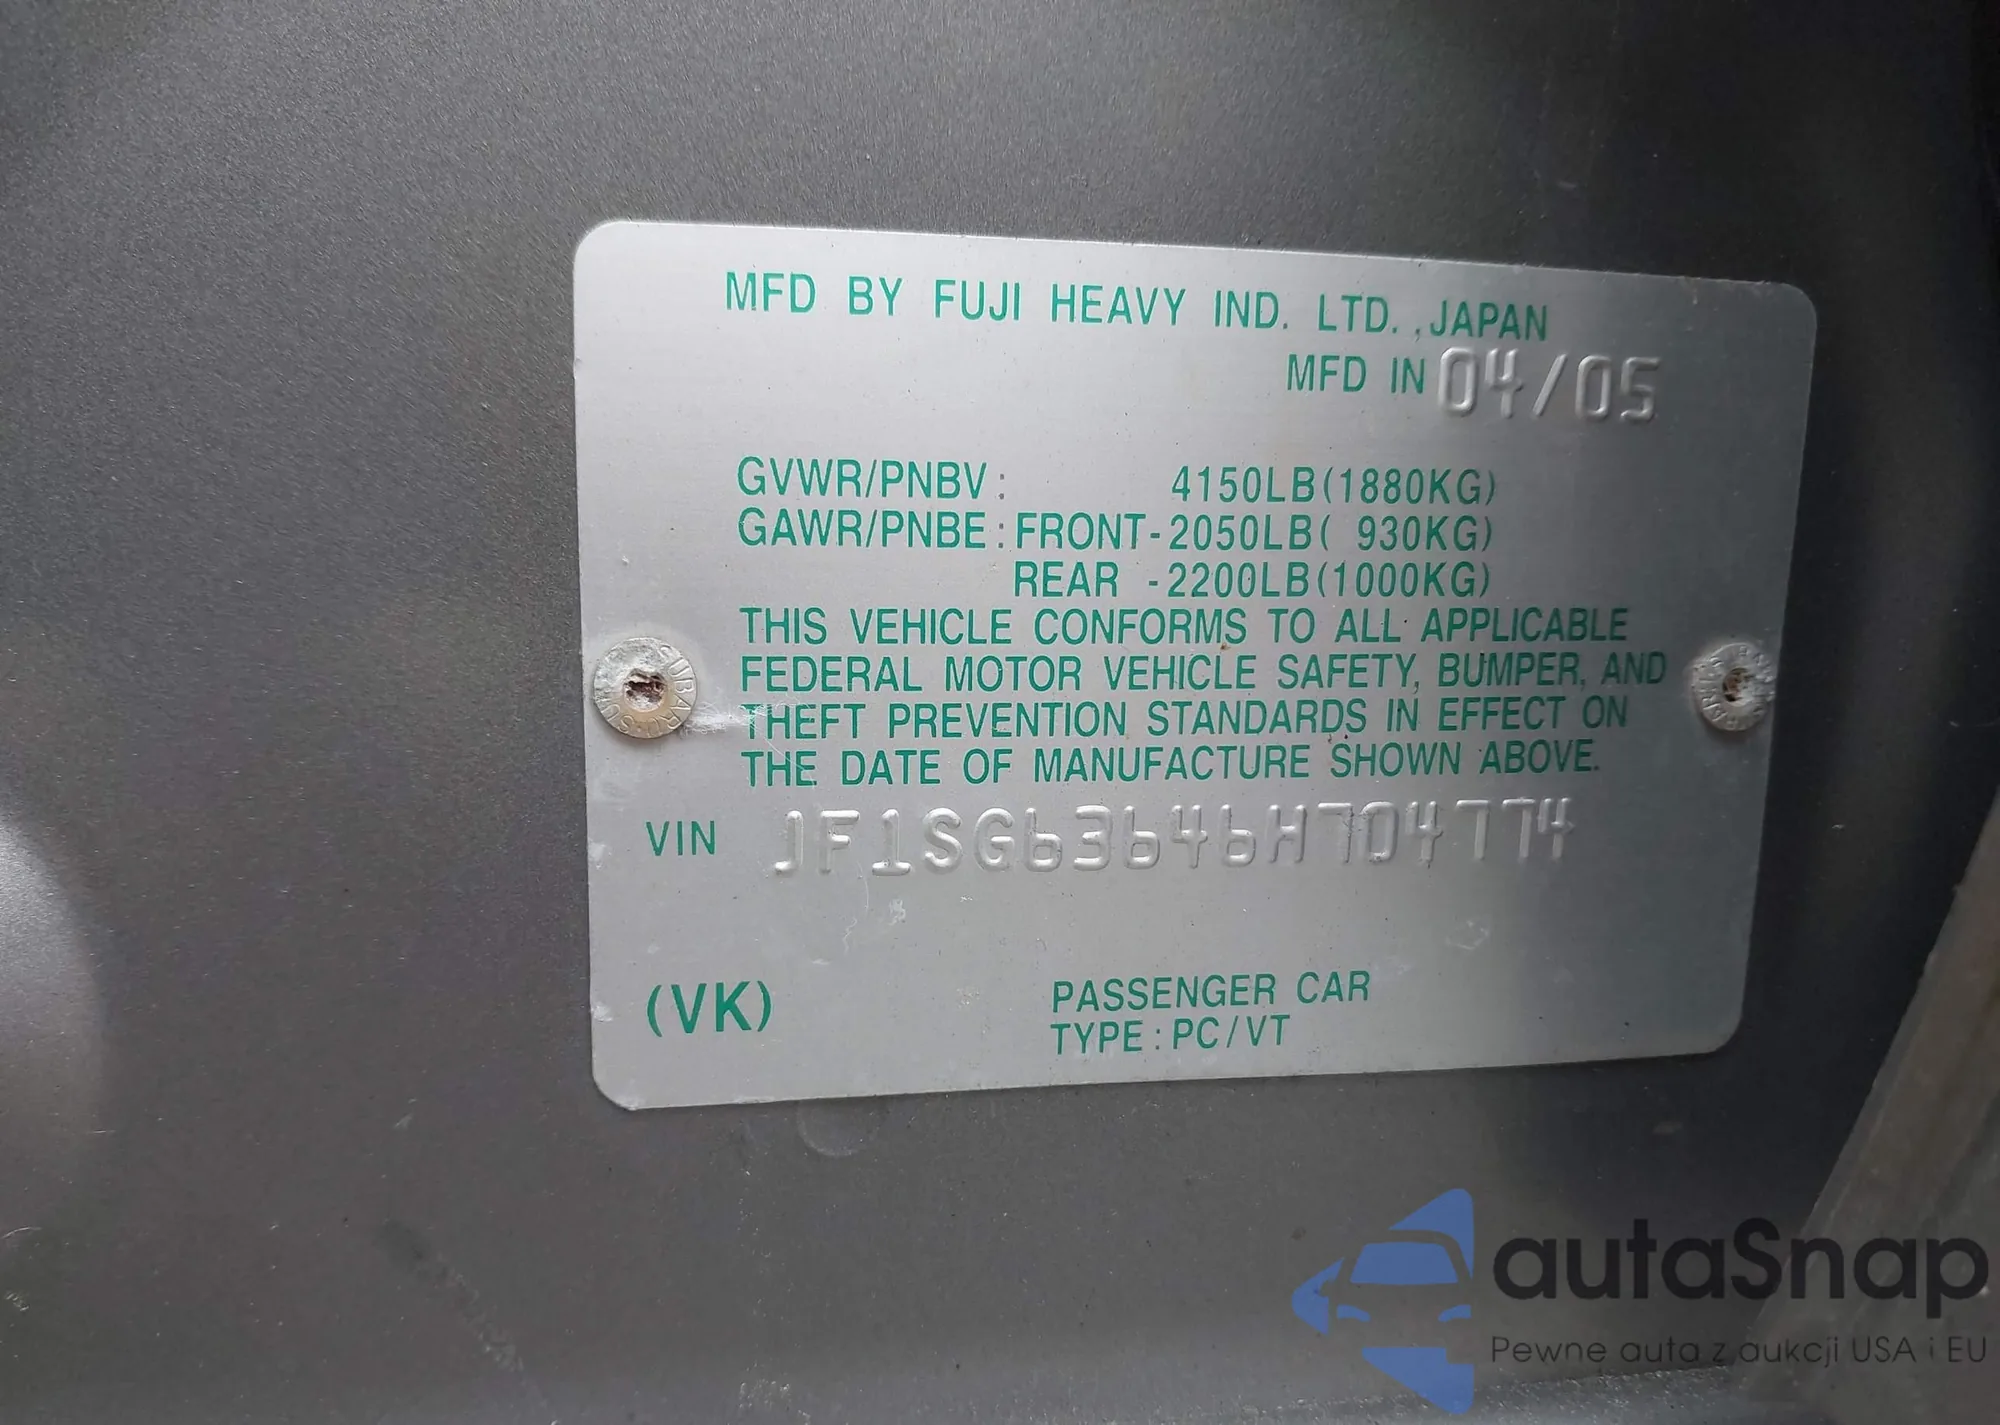 MFD BY FUJI HEAVY IND. LTD.,JAPAN
MFD IN 04/05
GVWR/PNBV: 4150LB(1880KG)
GAWR/PNBE: FRONT-2050LB( 930KG)
REAR -2200LB(1000KG)
THIS VEHICLE CONFORMS TO ALL APPLICABLE
FEDERAL MOTOR VEHICLE SAFETY, BUMPER, AND
THEFT PREVENTION STANDARDS IN EFFECT ON
THE DATE OF MANUFACTURE SHOWN ABOVE.
VIN JF1SG63646H704774
(VK) PASSENGER CAR
TYPE:PC/VT
SUBARU
autaSnap
Pewne auta z aukcji USA i EU